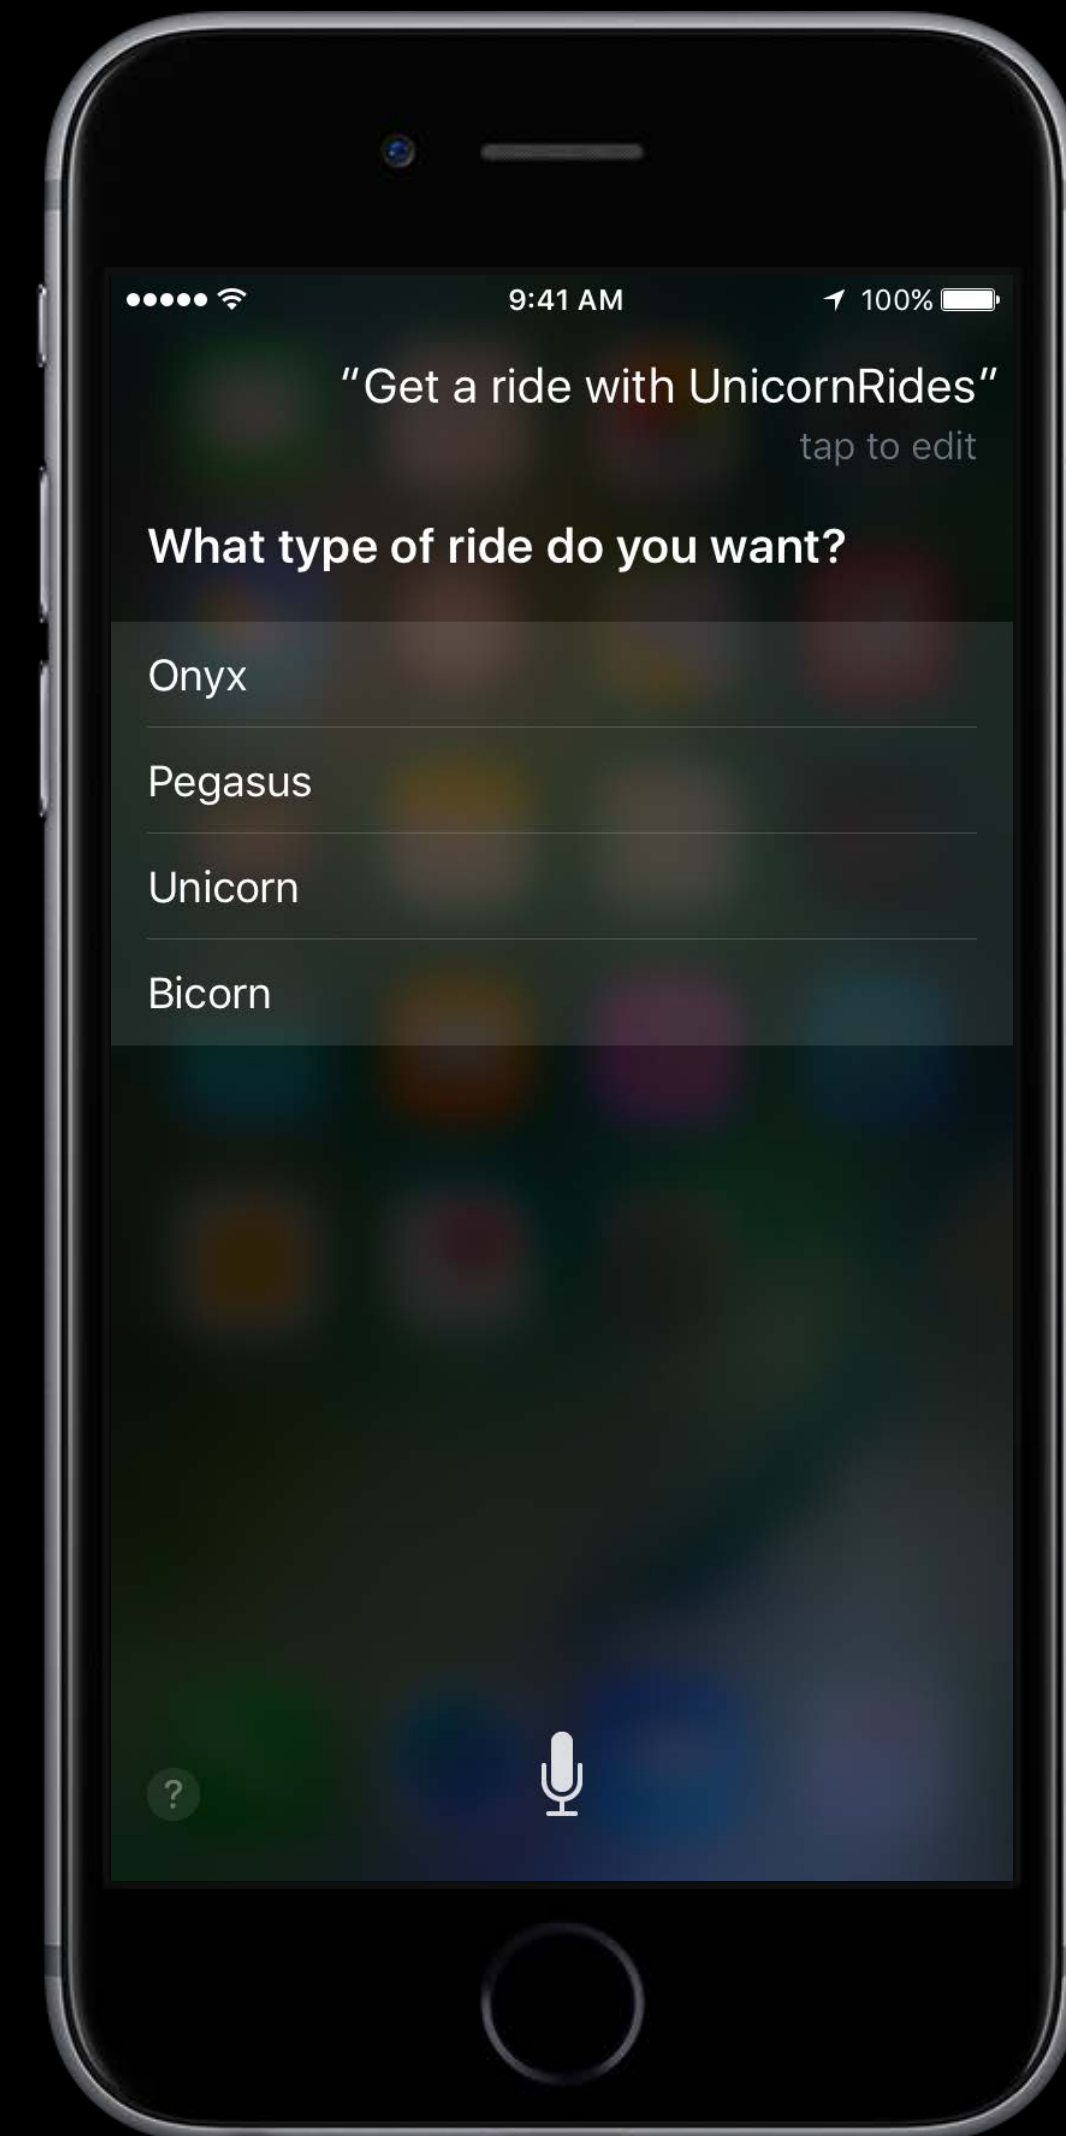 9:41 AM
100%
“Get a ride with UnicornRides”
tap to edit
What type of ride do you want?
Onyx
Pegasus
Unicorn
Bicorn
?